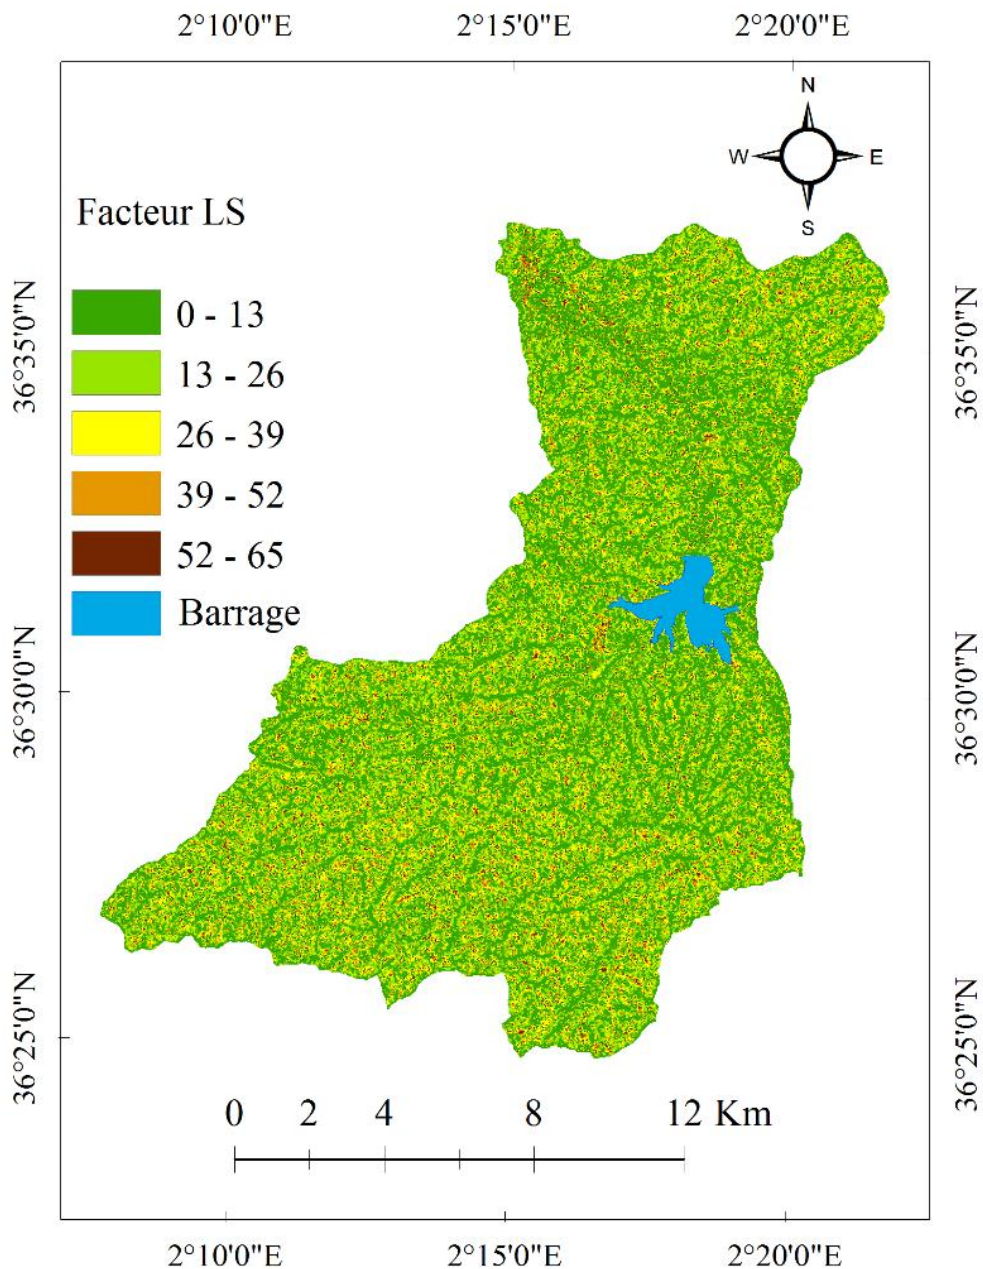 2°10'0"E 2°15'0"E 2°20'0"E
N
W E
S
Facteur LS
0 - 13
13 - 26
26 - 39
39 - 52
52 - 65
Barrage
36°35'0"N
36°30'0"N
36°25'0"N
36°35'0"N
36°30'0"N
36°25'0"N
0 2 4 8 12 Km
2°10'0"E 2°15'0"E 2°20'0"E